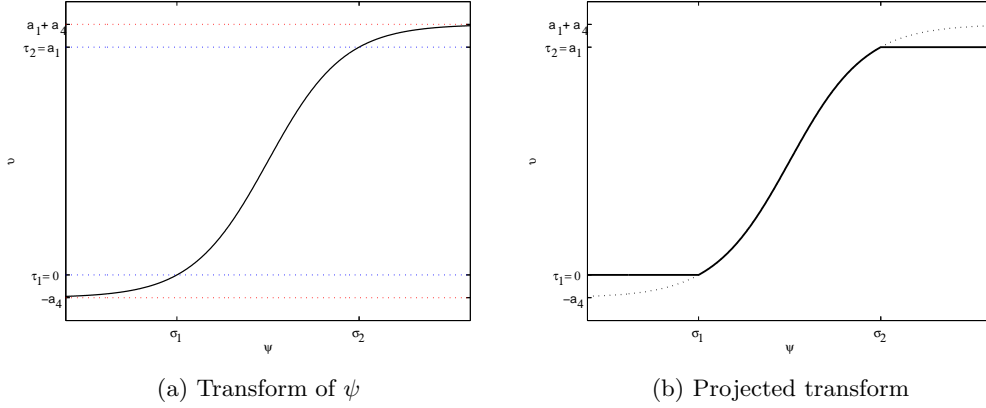 a₁+a₄
τ₂=a₁
υ
τ₁=0
−a₄
σ₁
σ₂
ψ
(a) Transform of ψ
a₁+a₄
τ₂=a₁
υ
τ₁=0
−a₄
σ₁
σ₂
ψ
(b) Projected transform